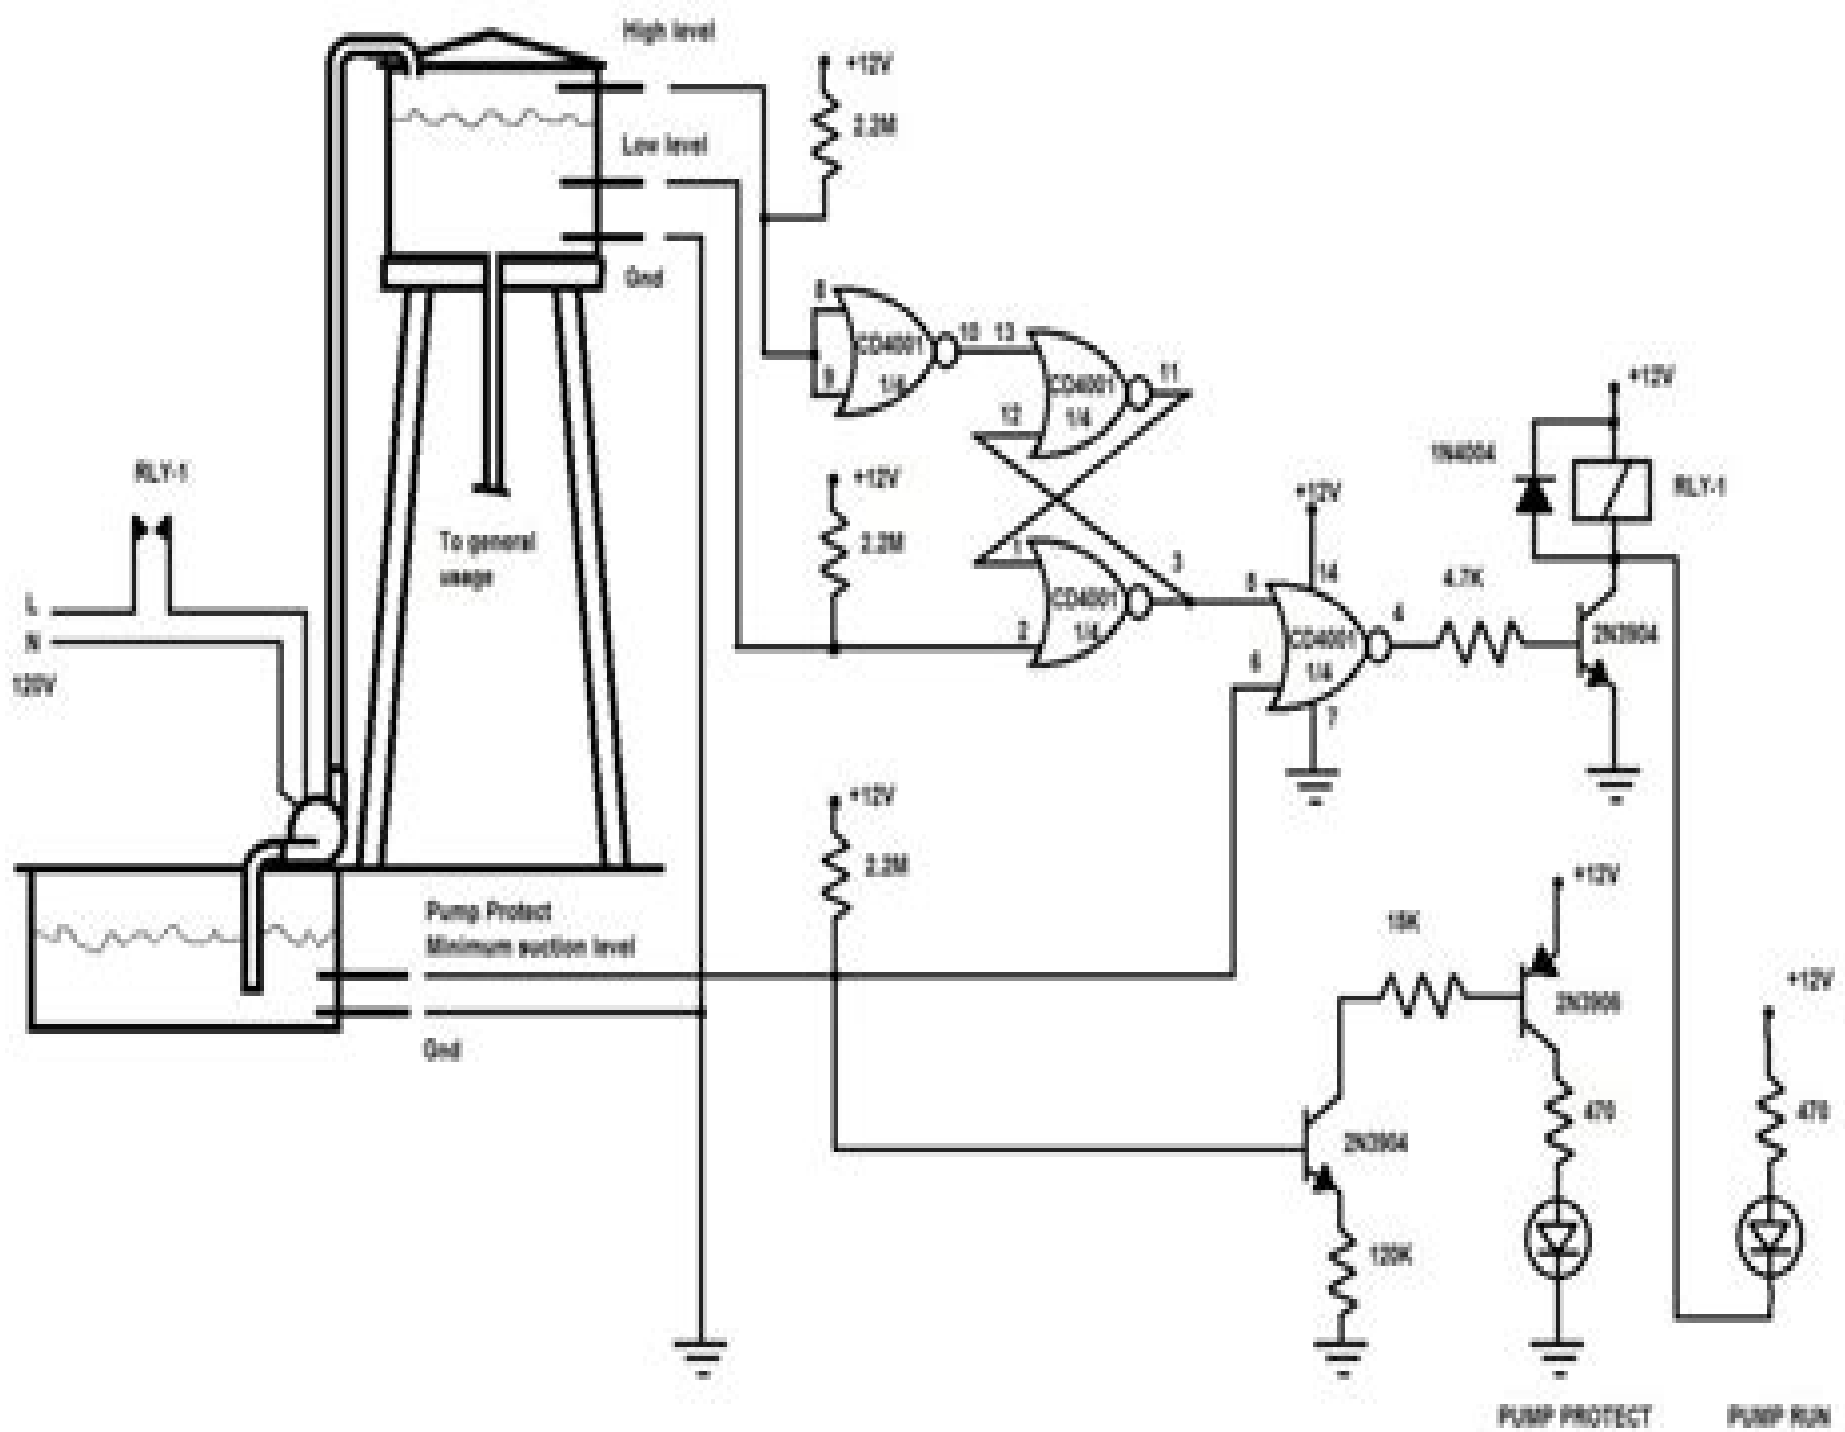 High level
+12V
2.2M
Low level
Gnd
8
CD4001
10
13
9
1/4
CD4001
11
12
1/4
+12V
1N4004
RLY-1
RLY-1
+12V
2.2M
+12V
To general
usage
1
3
CD4001
14
4.7K
L
2
1/4
CD4001
4
2N3904
N
6
1/4
120V
7
+12V
2.2M
+12V
Pump Protect
Minimum suction level
2N3906
+12V
Gnd
470
470
2N3904
120K
PUMP PROTECT
PUMP RUN